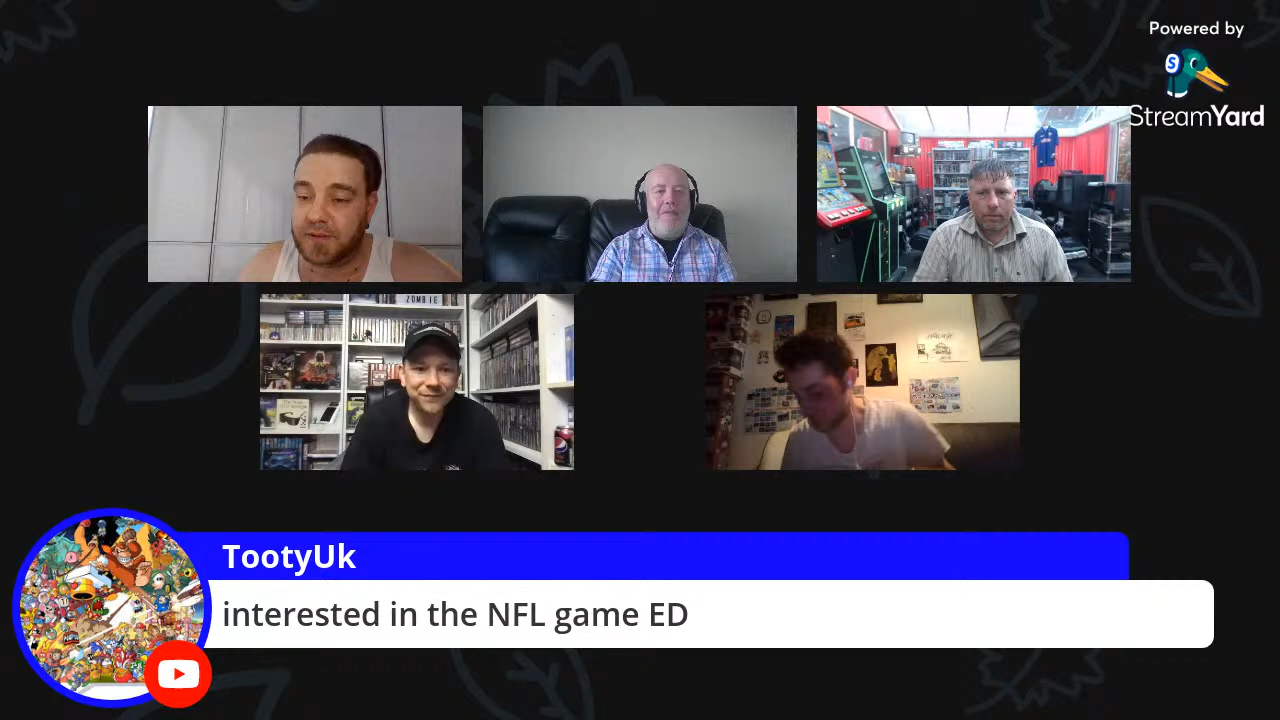 Powered by
S
StreamYard
ZOMBIE
TootyUk
interested in the NFL game ED